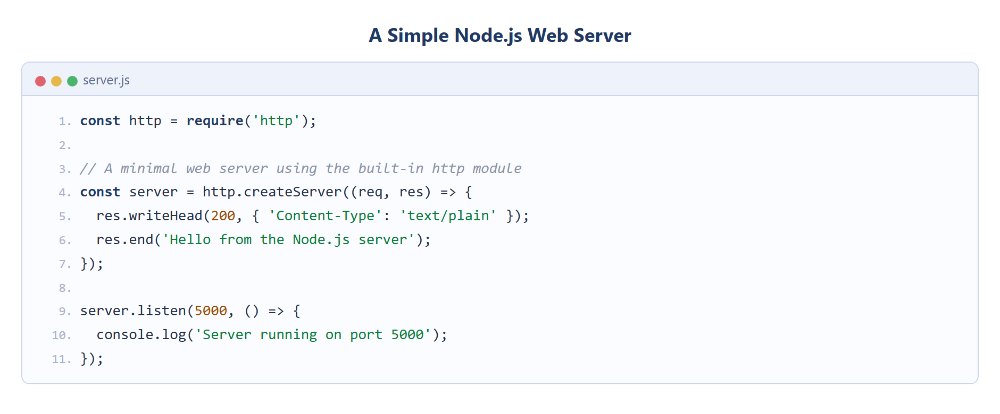 A Simple Node.js Web Server
server.js
1. const http = require('http');
2.
3. // A minimal web server using the built-in http module
4. const server = http.createServer((req, res) => {
5.   res.writeHead(200, { 'Content-Type': 'text/plain' });
6.   res.end('Hello from the Node.js server');
7. });
8.
9. server.listen(5000, () => {
10.   console.log('Server running on port 5000');
11. });